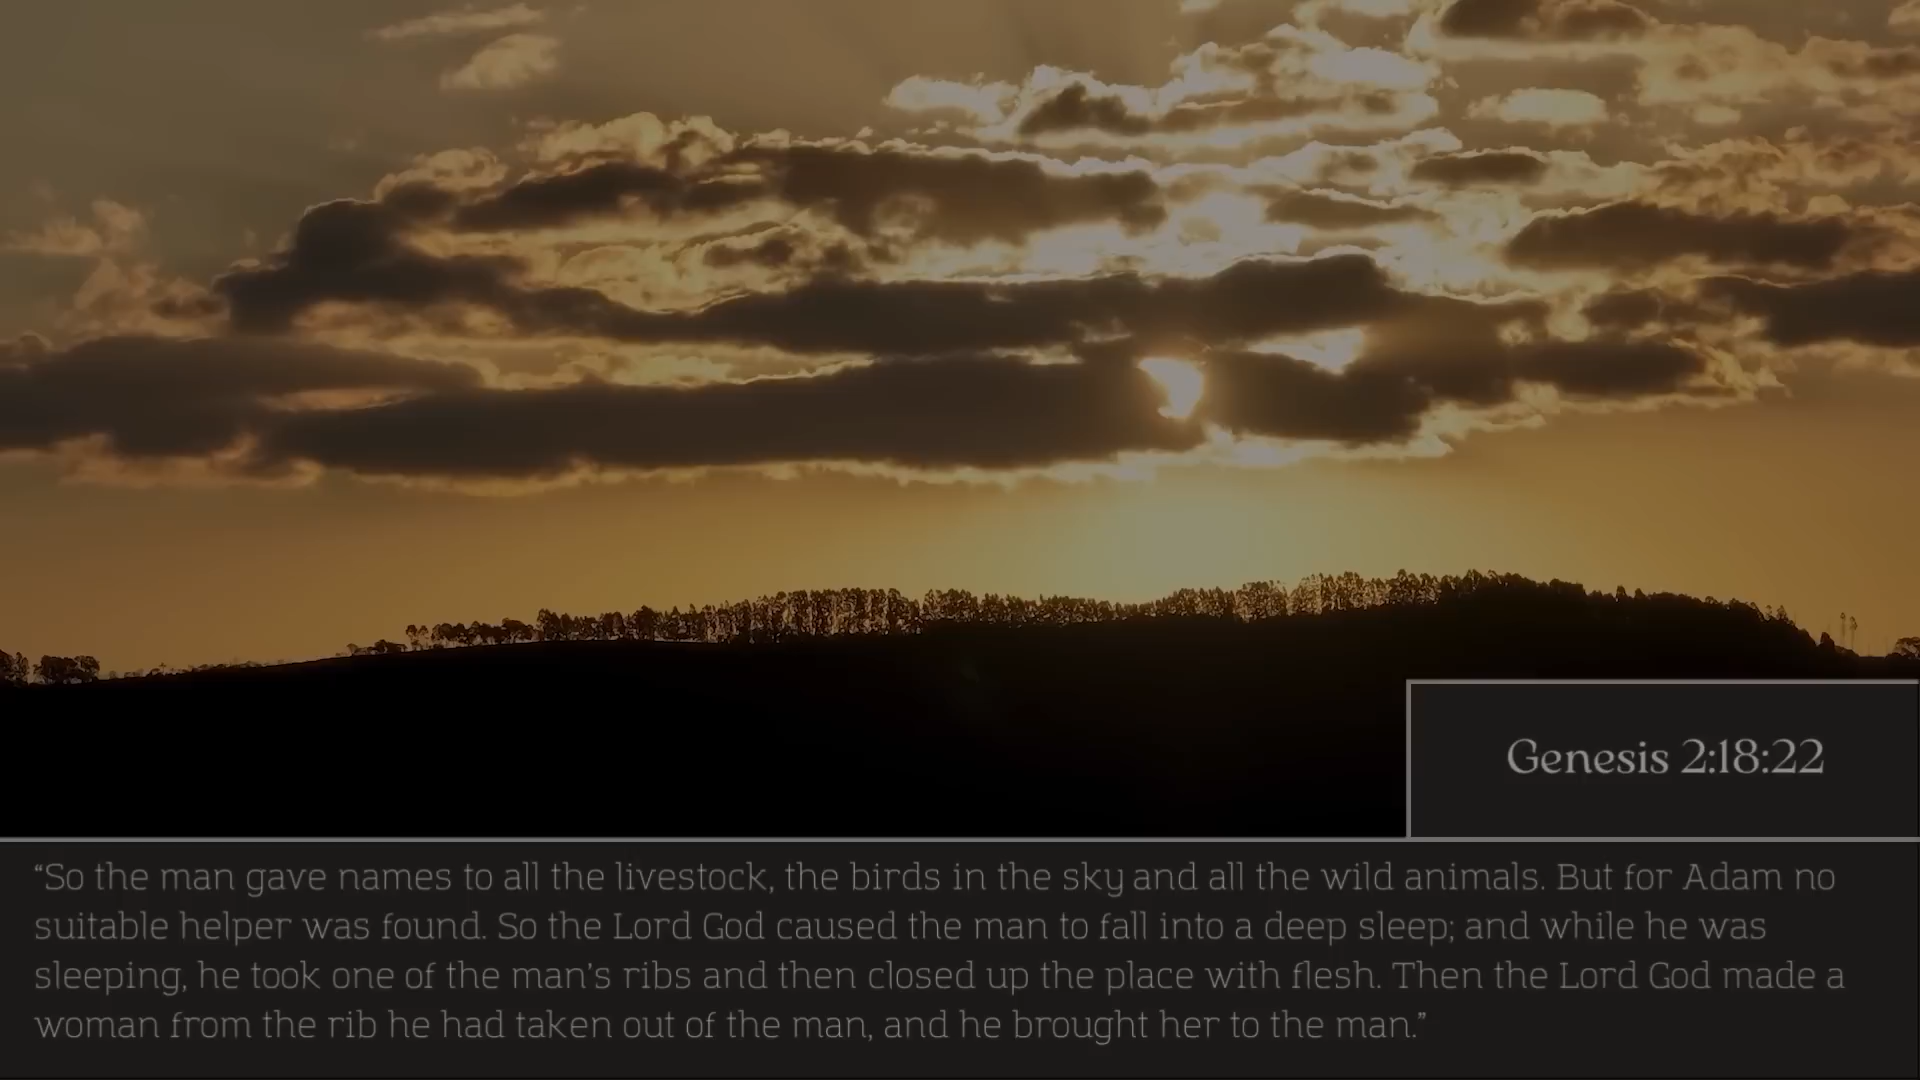 Genesis 2:18:22
“So the man gave names to all the livestock, the birds in the sky and all the wild animals. But for Adam no
suitable helper was found. So the Lord God caused the man to fall into a deep sleep; and while he was
sleeping, he took one of the man’s ribs and then closed up the place with flesh. Then the Lord God made a
woman from the rib he had taken out of the man, and he brought her to the man.”